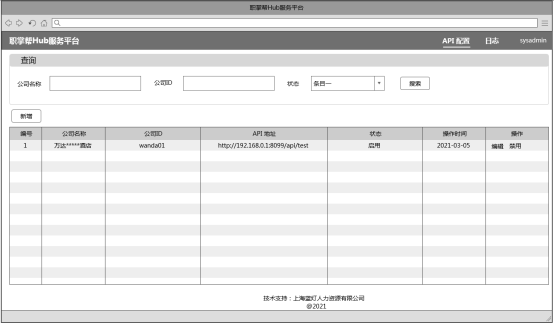 职掌帮Hub服务平台
职掌帮Hub服务平台 API 配置 日志 sysadmin
查询
公司名称 公司ID 状态 条目一 搜索
新增
编号 公司名称 公司ID API 地址 状态 操作时间 操作
1 万达*****酒店 wanda01 http://192.168.0.1:8099/api/test 启用 2021-03-05 编辑 禁用
技术支持：上海蓝灯人力资源有限公司
@2021